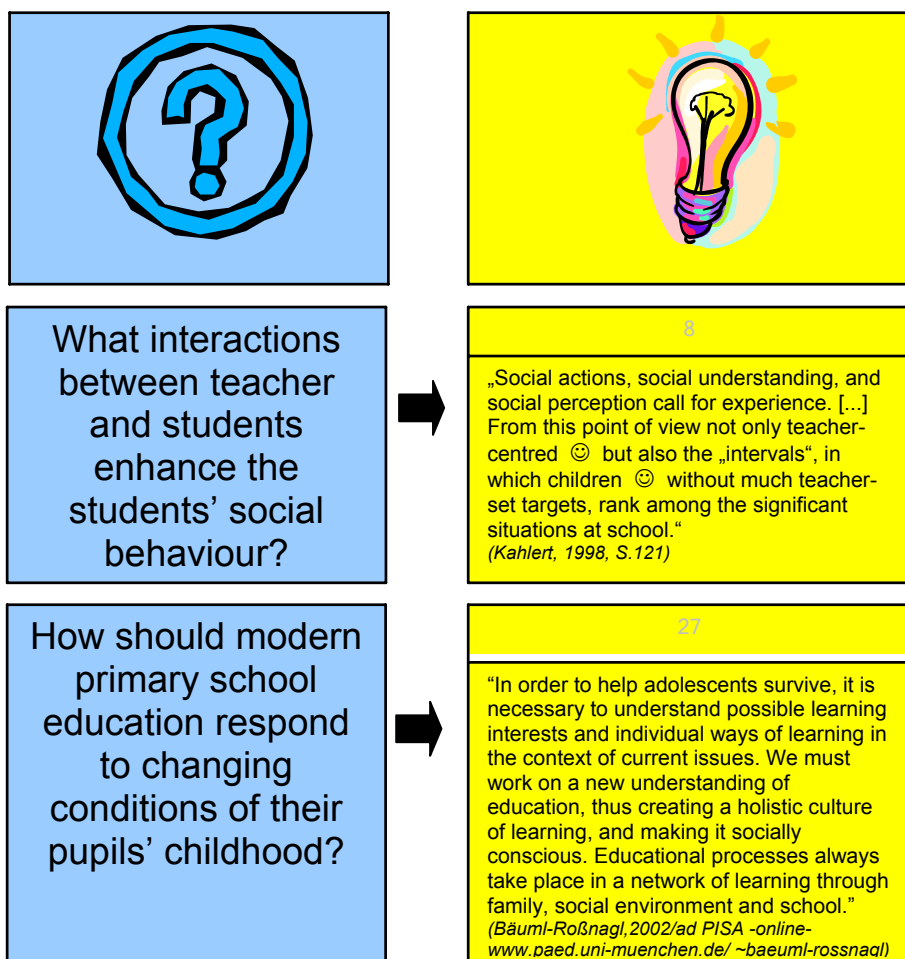 ?
What interactions
between teacher
and students
enhance the
students’ social
behaviour?
8
„Social actions, social understanding, and
social perception call for experience. [...]
From this point of view not only teacher-
centred ☺ but also the „intervals“, in
which children ☺ without much teacher-
set targets, rank among the significant
situations at school.“
(Kahlert, 1998, S.121)
How should modern
primary school
education respond
to changing
conditions of their
pupils’ childhood?
27
“In order to help adolescents survive, it is
necessary to understand possible learning
interests and individual ways of learning in
the context of current issues. We must
work on a new understanding of
education, thus creating a holistic culture
of learning, and making it socially
conscious. Educational processes always
take place in a network of learning through
family, social environment and school.”
(Bäuml-Roßnagl,2002/ad PISA -online-
www.paed.uni-muenchen.de/ ~baeuml-rossnagl)